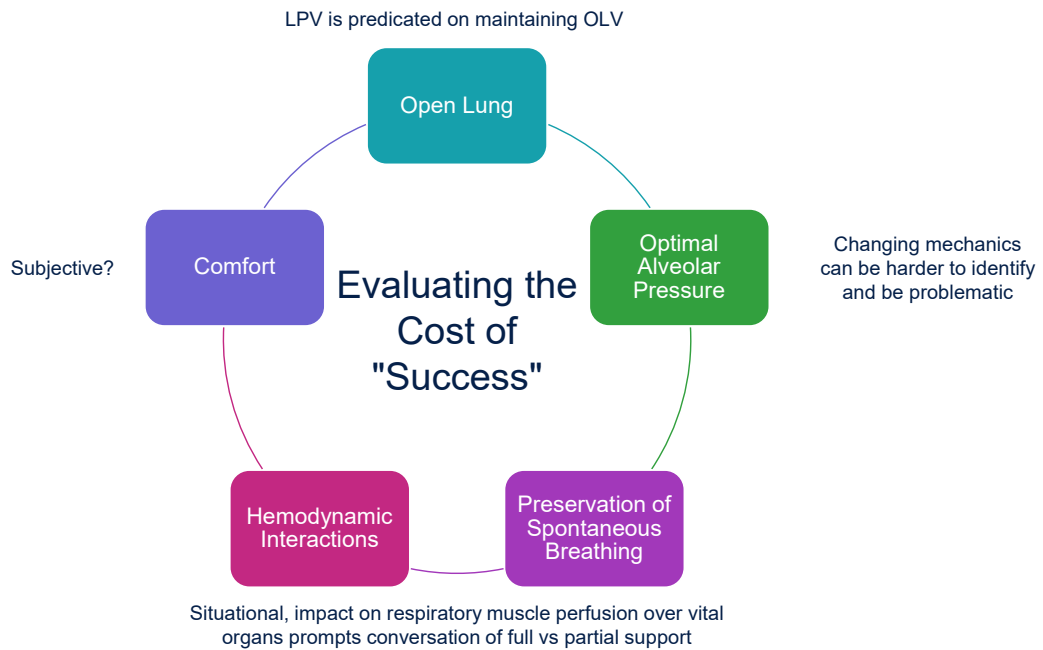 LPV is predicated on maintaining OLV
Open Lung
Optimal
Alveolar
Pressure
Changing mechanics
can be harder to identify
and be problematic
Subjective?
Comfort
Evaluating the
Cost of
"Success"
Hemodynamic
Interactions
Preservation of
Spontaneous
Breathing
Situational, impact on respiratory muscle perfusion over vital
organs prompts conversation of full vs partial support